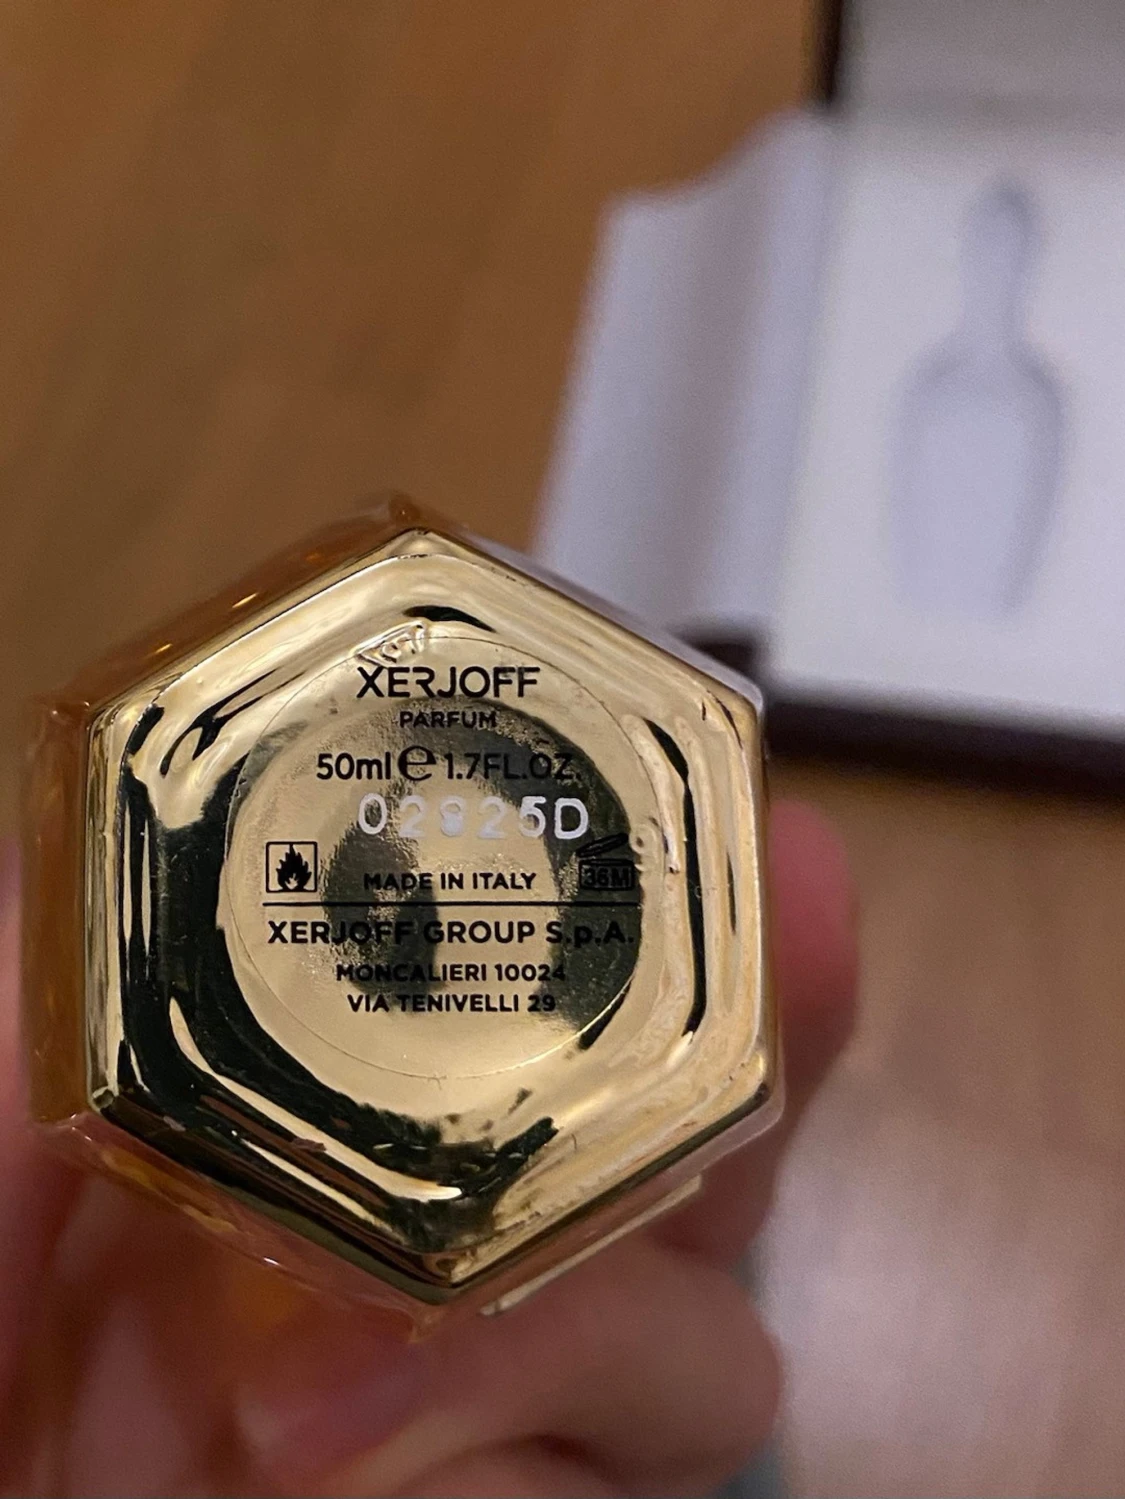 XERJOFF
PARFUM
50ml ℮ 1.7FL.OZ.
02825D
36M
MADE IN ITALY
XERJOFF GROUP S.p.A.
MONCALIERI 10024
VIA TENIVELLI 29